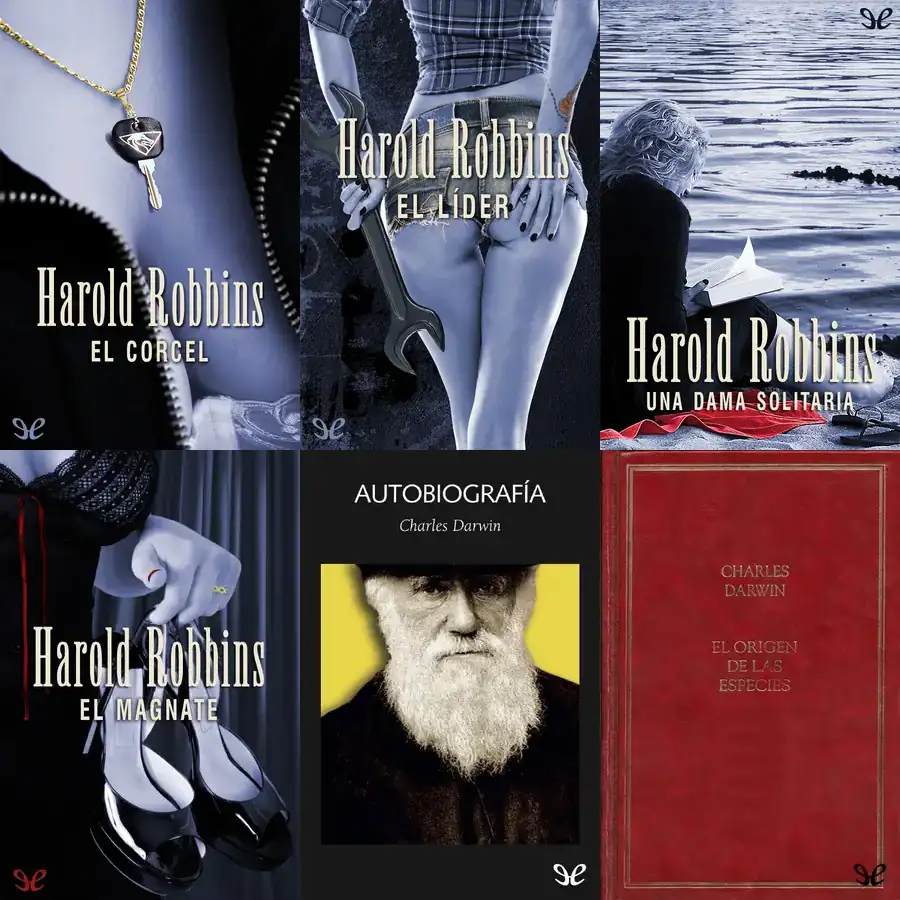 Harold Robbins
EL CORCEL
Harold Robbins
EL LÍDER
Harold Robbins
UNA DAMA SOLITARIA
Harold Robbins
EL MAGNATE
AUTOBIOGRAFÍA
Charles Darwin
CHARLES
DARWIN
EL ORIGEN
DE LAS
ESPECIES